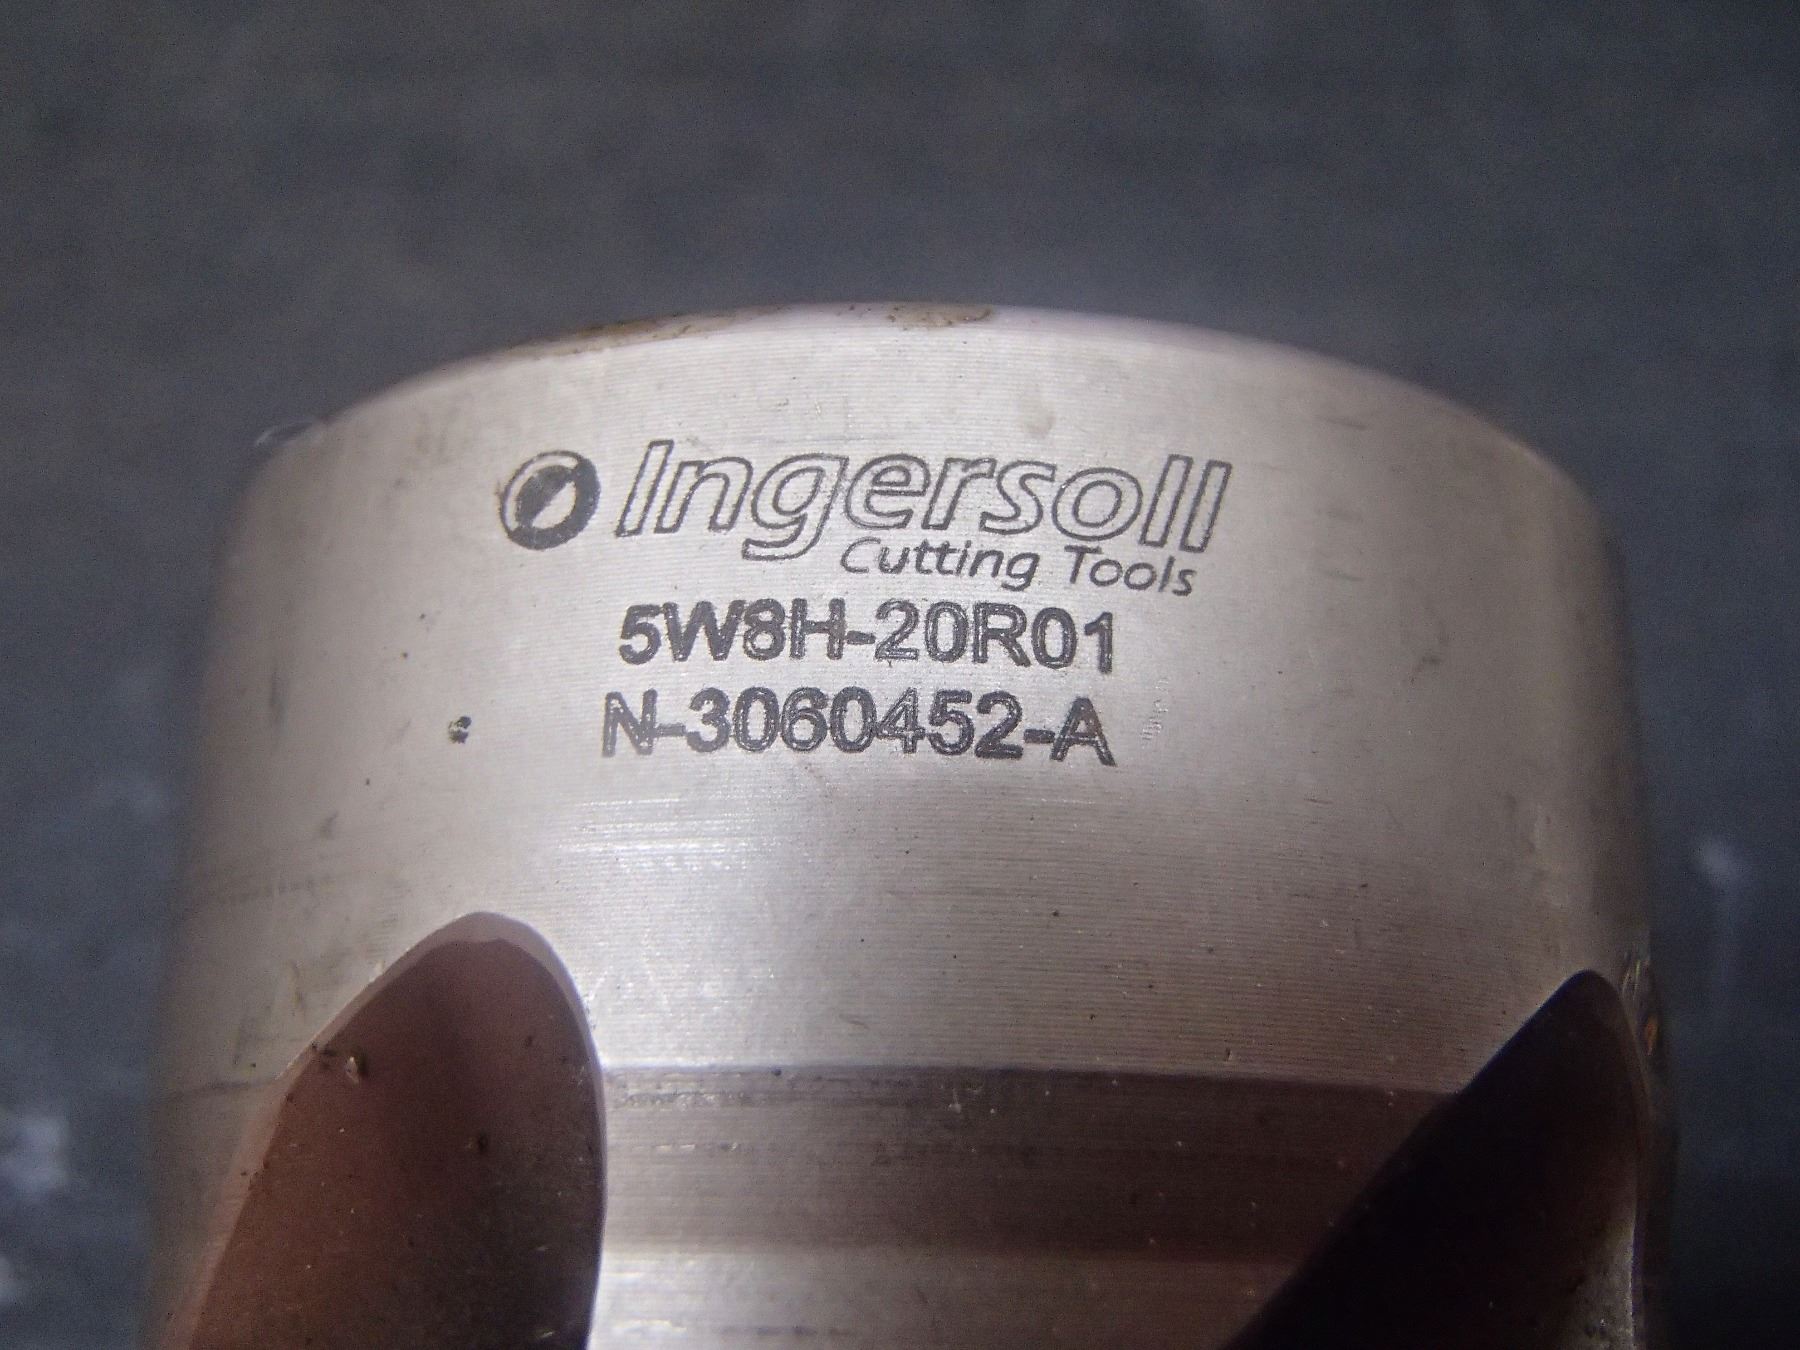 Ingersoll
Cutting Tools
5W8H-20R01
N-3060452-A